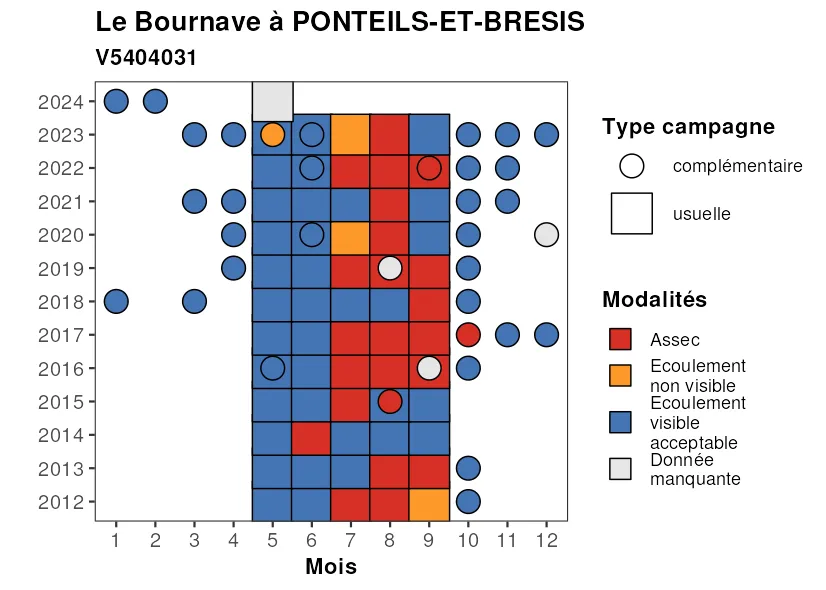 Le Bournave à PONTEILS-ET-BRESIS
V5404031
2024
2023
2022
2021
2020
2019
2018
2017
2016
2015
2014
2013
2012
1 2 3 4 5 6 7 8 9 10 11 12
Mois
Type campagne
complémentaire
usuelle
Modalités
Assec
Ecoulement
non visible
Ecoulement
visible
acceptable
Donnée
manquante